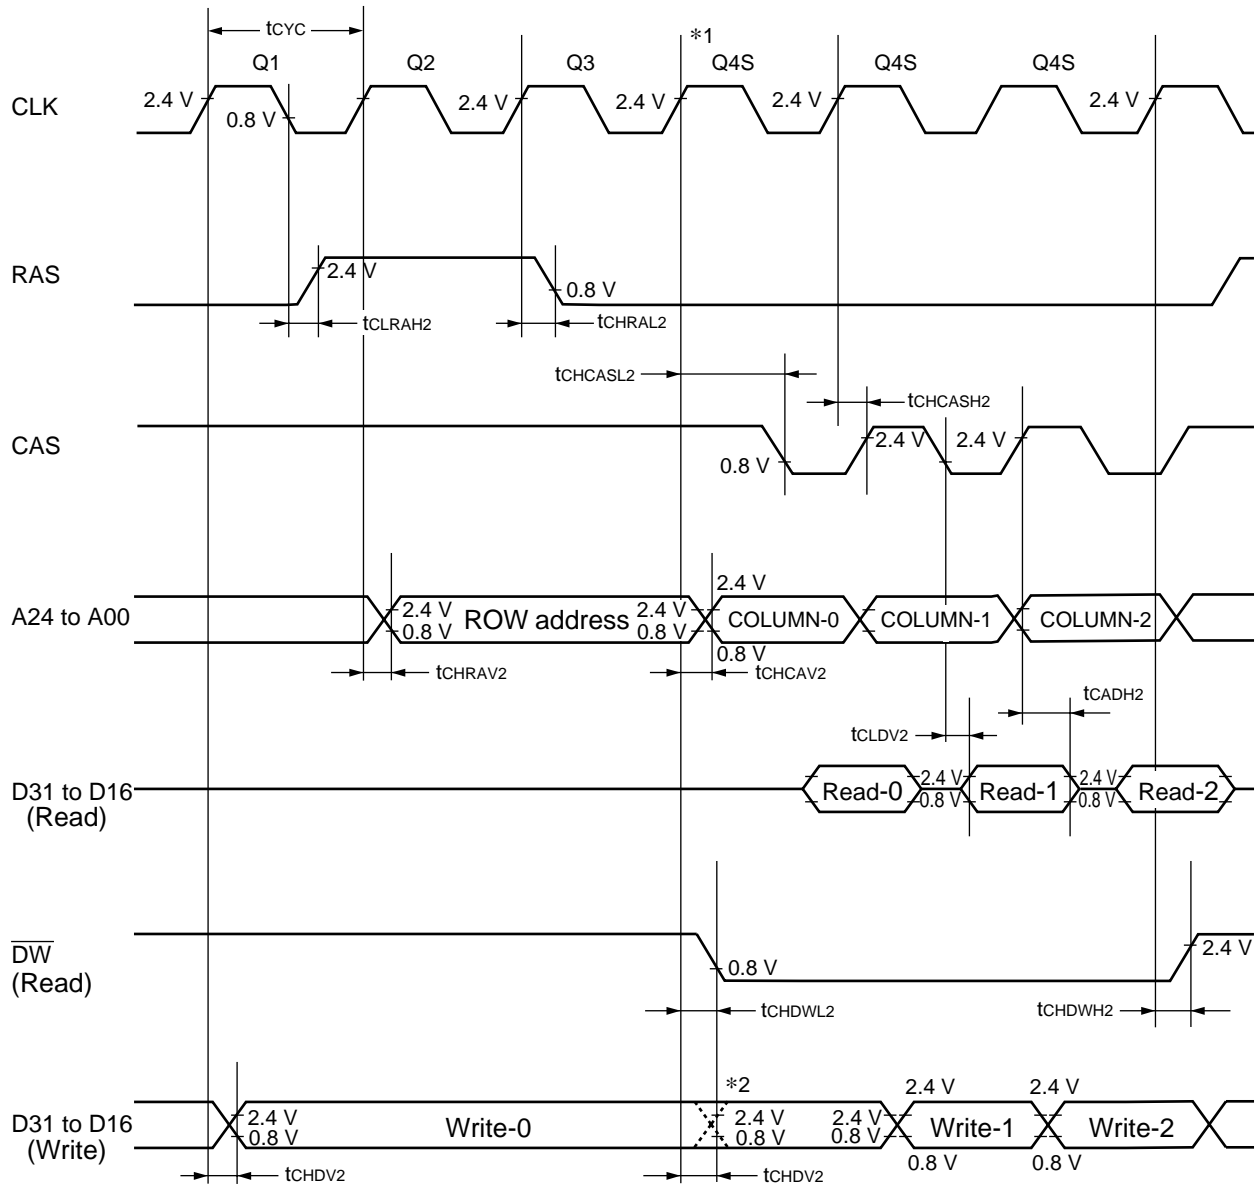 tCYC
*1
Q1 Q2 Q3 Q4S Q4S Q4S
CLK
2.4 V 0.8 V 2.4 V 2.4 V 2.4 V 2.4 V
RAS
2.4 V 0.8 V
tCLRAH2 tCHRAL2
tCHCASL2
tCHCASH2
CAS
0.8 V 2.4 V 2.4 V
A24 to A00
2.4 V
2.4 V ROW address 2.4 V COLUMN-0 COLUMN-1 COLUMN-2
0.8 V 0.8 V
0.8 V
tCHRAV2 tCHCAV2
tCADH2
tCLDV2
D31 to D16
(Read)
Read-0 2.4 V Read-1 2.4 V Read-2
0.8 V 0.8 V
DW
(Read)
0.8 V 2.4 V
tCHDWL2 tCHDWH2
*2
D31 to D16
(Write)
2.4 V 2.4 V
2.4 V Write-0 2.4 V 2.4 V Write-1 Write-2
0.8 V 0.8 V 0.8 V
0.8 V 0.8 V
tCHDV2 tCHDV2